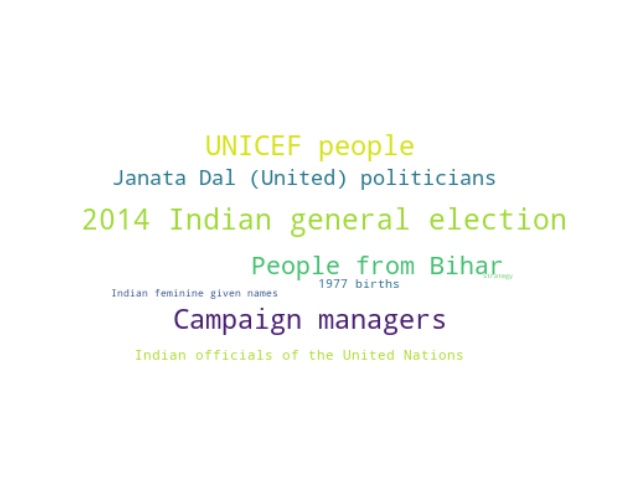 UNICEF people
Janata Dal (United) politicians
2014 Indian general election
People from Bihar
Strategy
1977 births
Indian feminine given names
Campaign managers
Indian officials of the United Nations